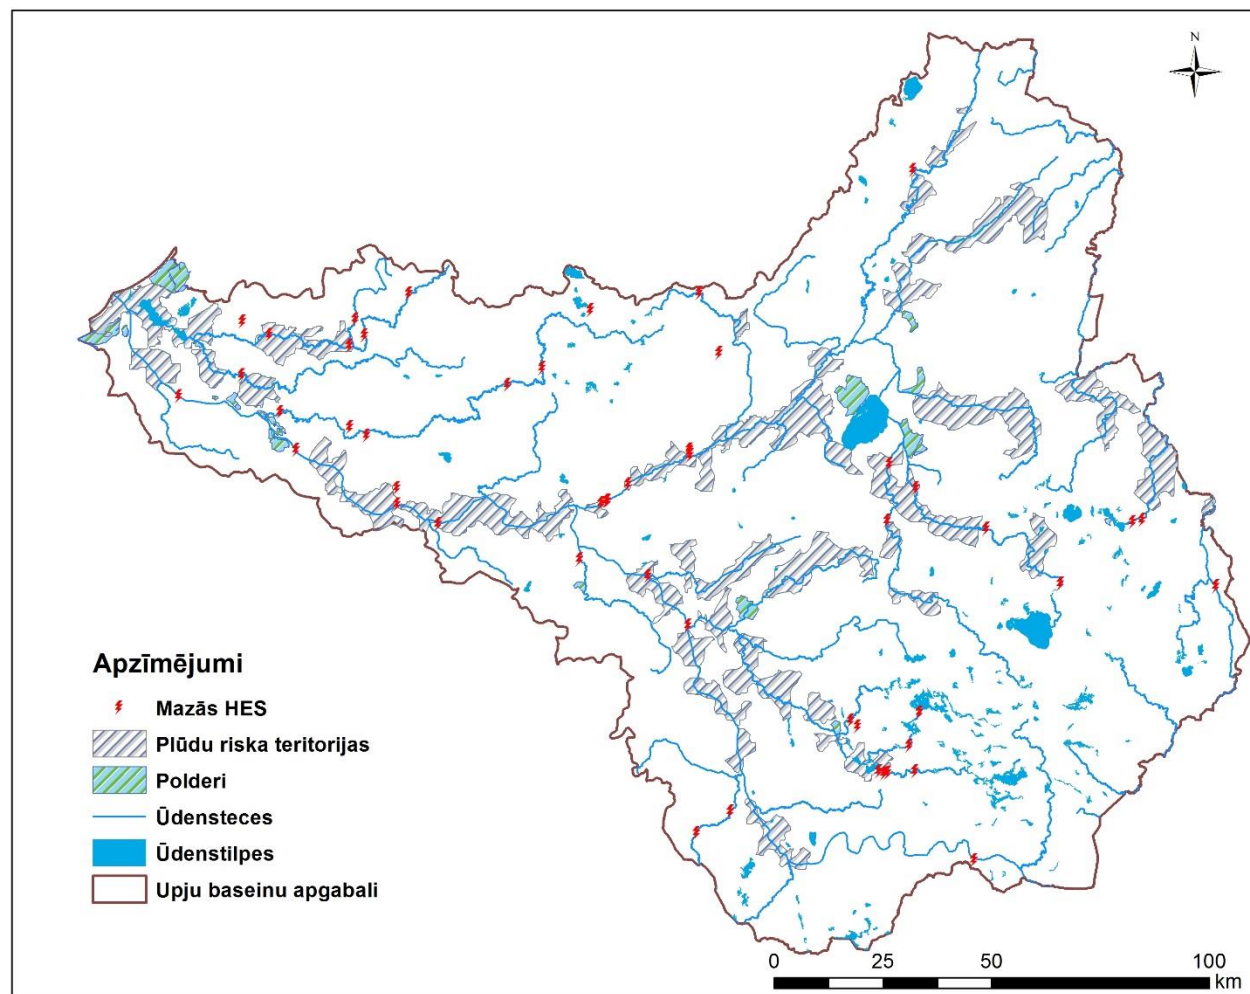 N
Apzīmējumi
Mazās HES
Plūdu riska teritorijas
Polderi
Ūdensteces
Ūdenstilpes
Upju baseinu apgabali
0 25 50 100
km